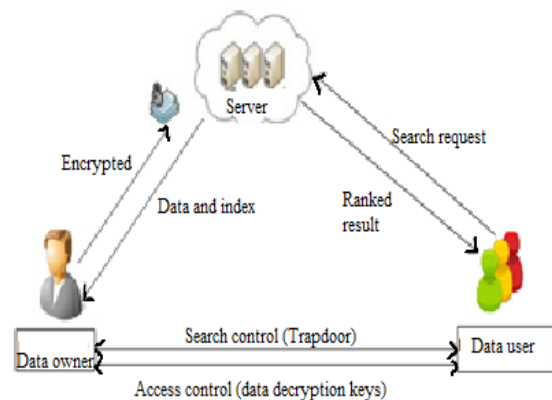 Server
Search request
Encrypted
Data and index
Ranked
result
Search control (Trapdoor)
Data owner
Data user
Access control (data decryption keys)